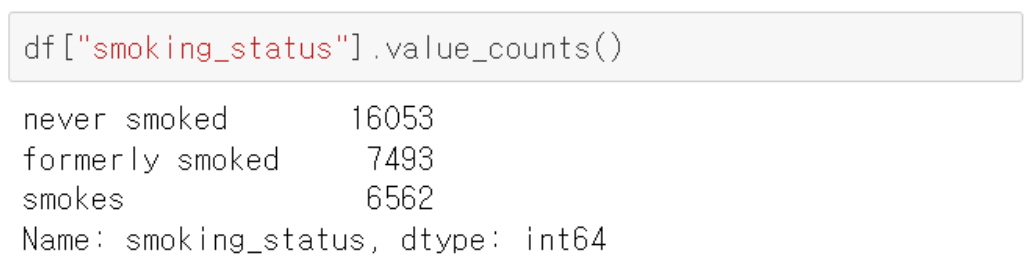 df["smoking_status"].value_counts()
never smoked 16053
formerly smoked 7493
smokes 6562
Name: smoking_status, dtype: int64